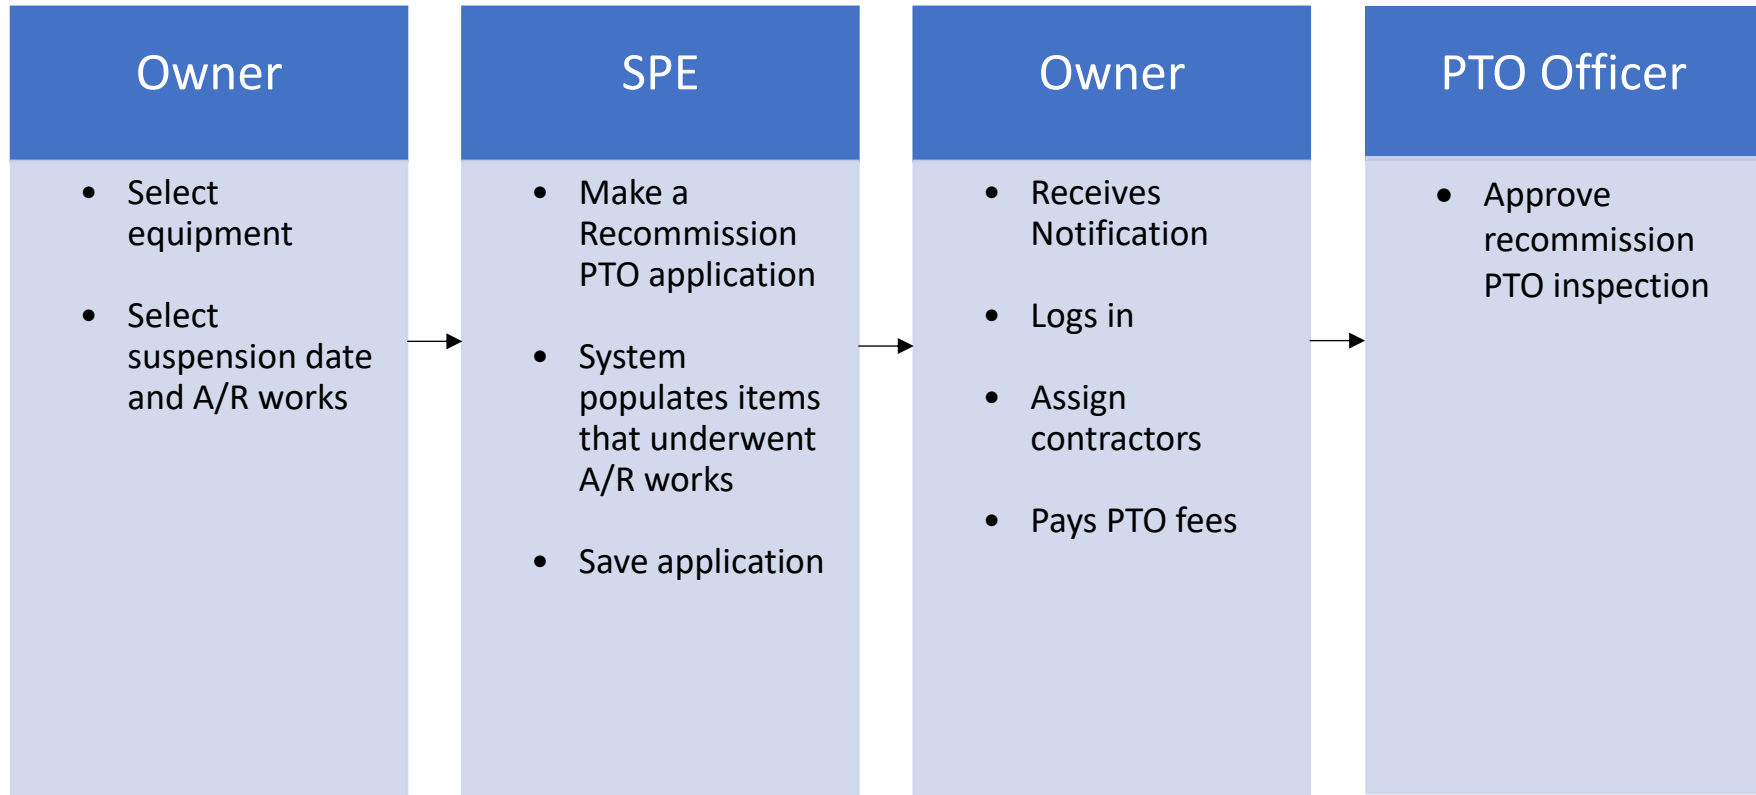 Owner
• Select
equipment
• Select
suspension date
and A/R works
SPE
• Make a
Recommission
PTO application
• System
populates items
that underwent
A/R works
• Save application
Owner
• Receives
Notification
• Logs in
• Assign
contractors
• Pays PTO fees
PTO Officer
• Approve
recommission
PTO inspection